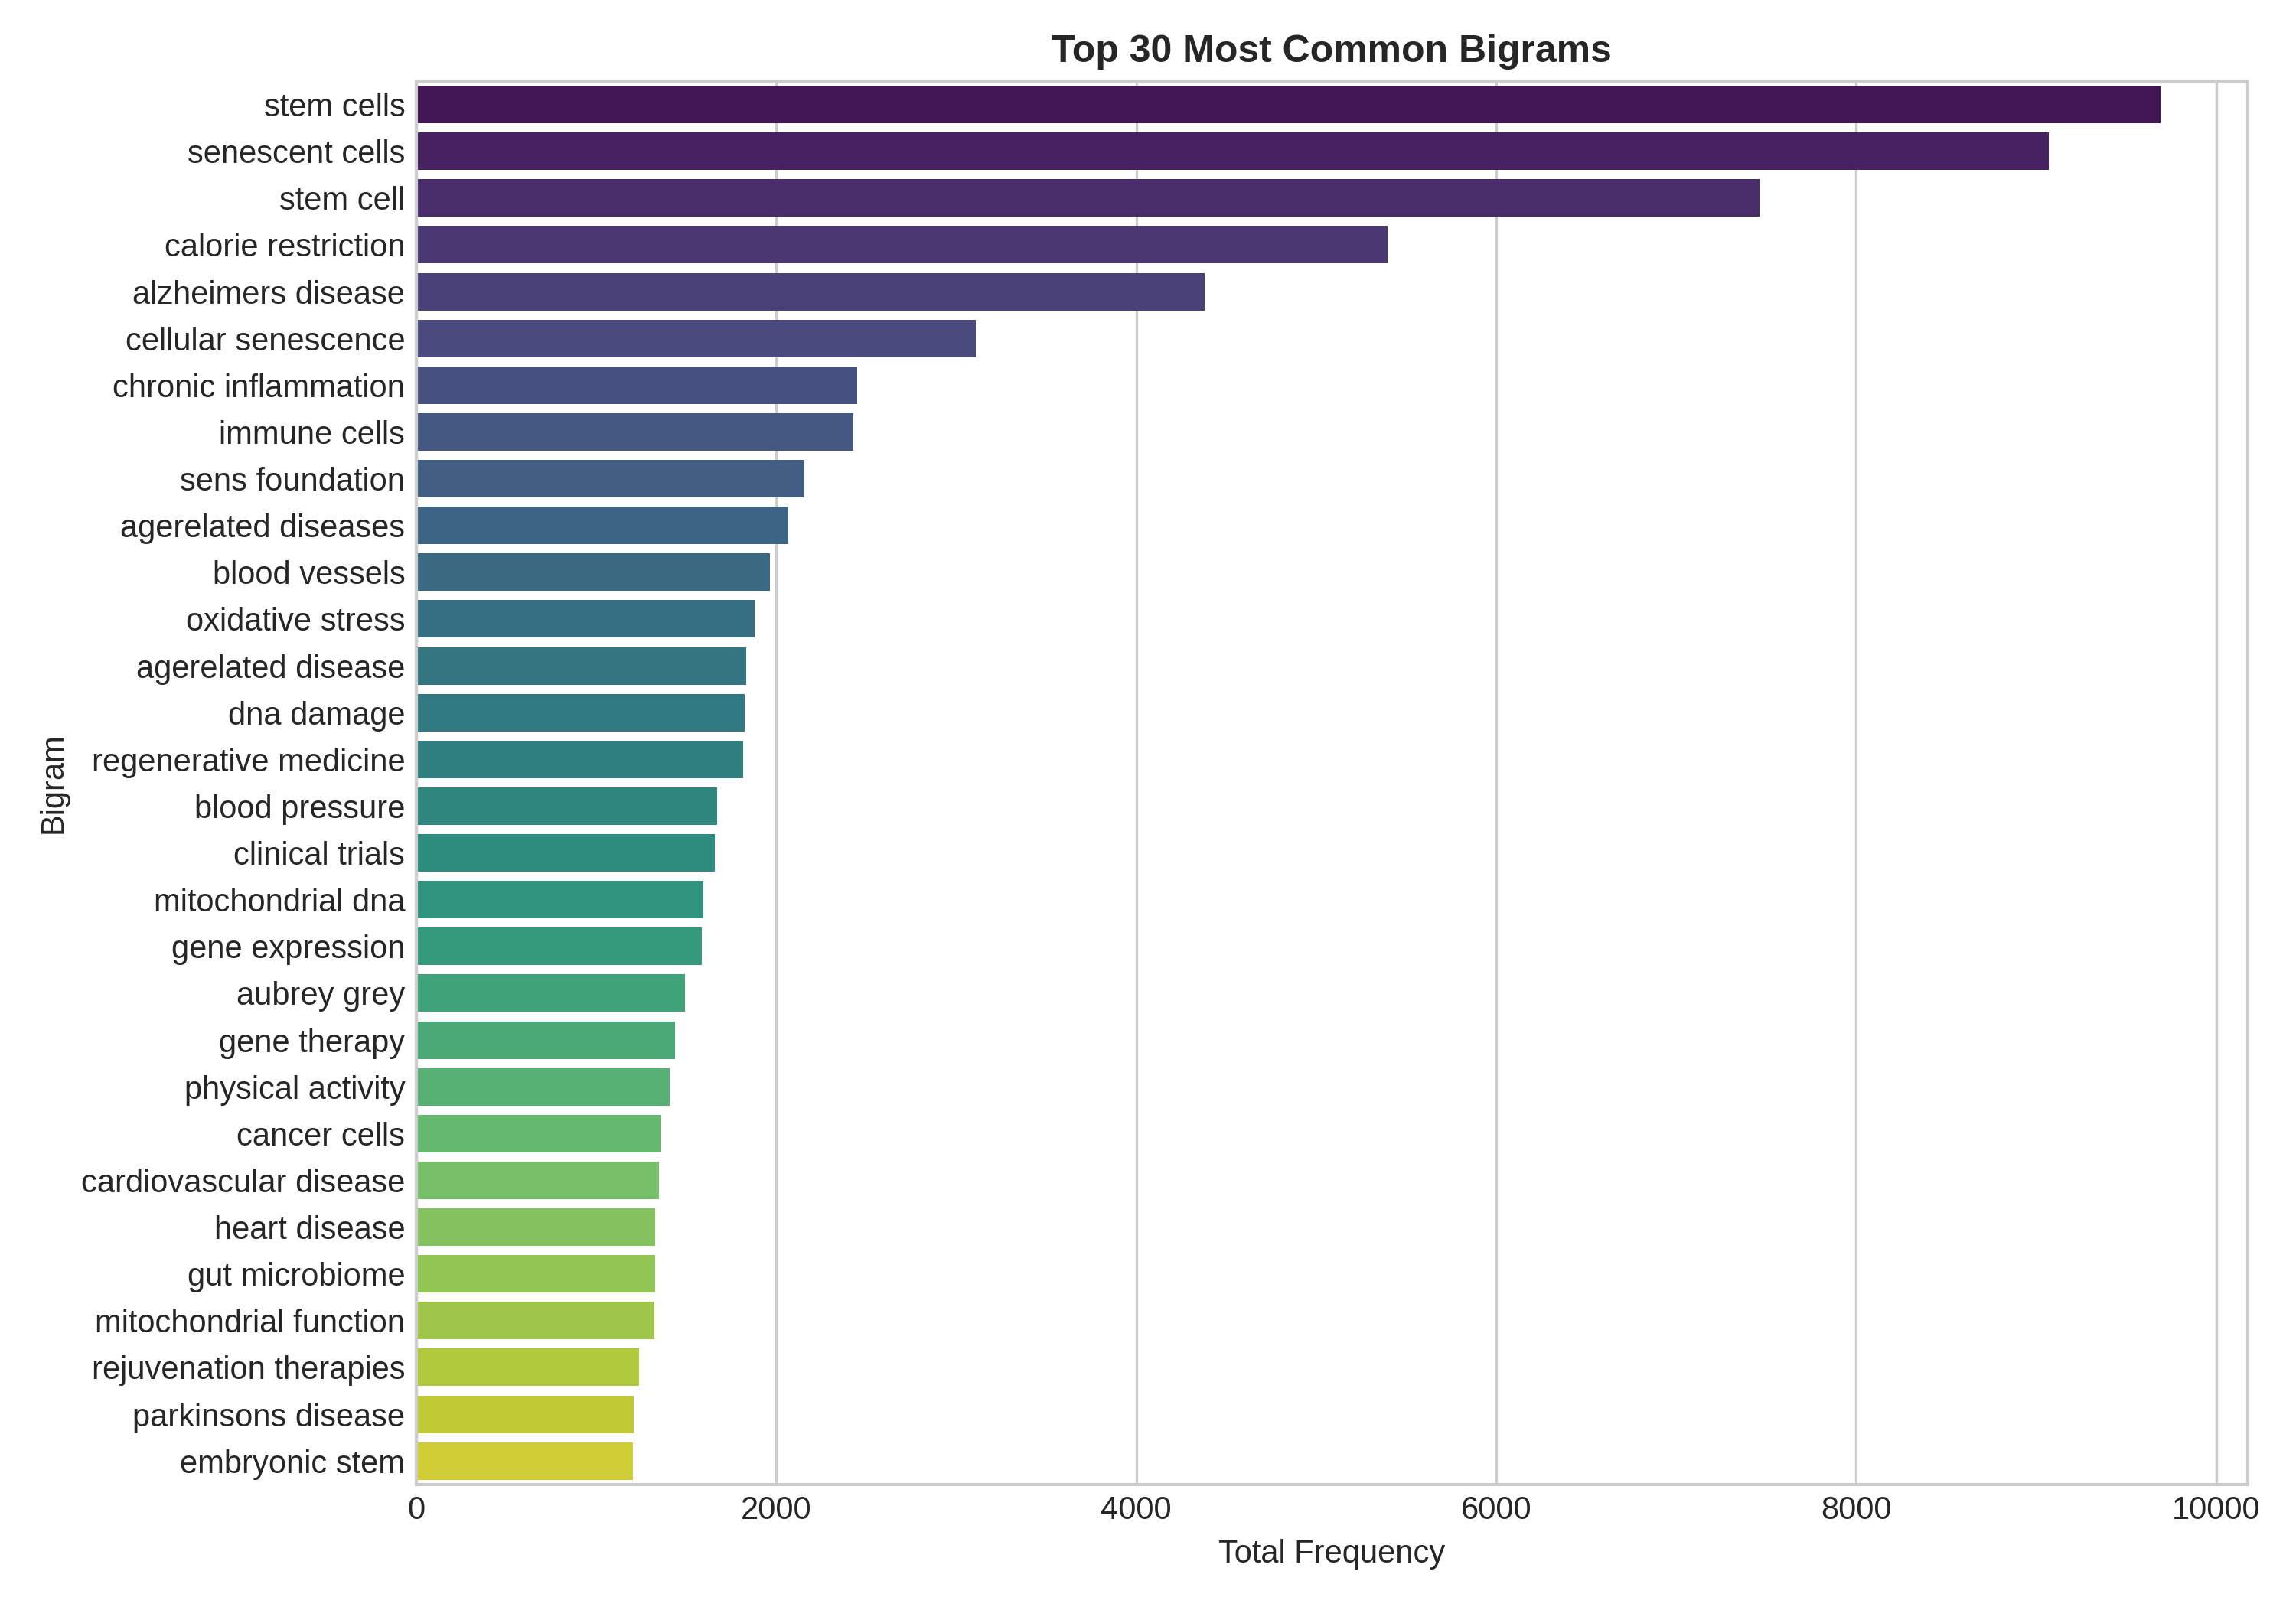 Top 30 Most Common Bigrams
stem cells
senescent cells
stem cell
calorie restriction
alzheimers disease
cellular senescence
chronic inflammation
immune cells
sens foundation
agerelated diseases
blood vessels
oxidative stress
agerelated disease
dna damage
regenerative medicine
blood pressure
clinical trials
mitochondrial dna
gene expression
aubrey grey
gene therapy
physical activity
cancer cells
cardiovascular disease
heart disease
gut microbiome
mitochondrial function
rejuvenation therapies
parkinsons disease
embryonic stem
Bigram
0 2000 4000 6000 8000 10000
Total Frequency